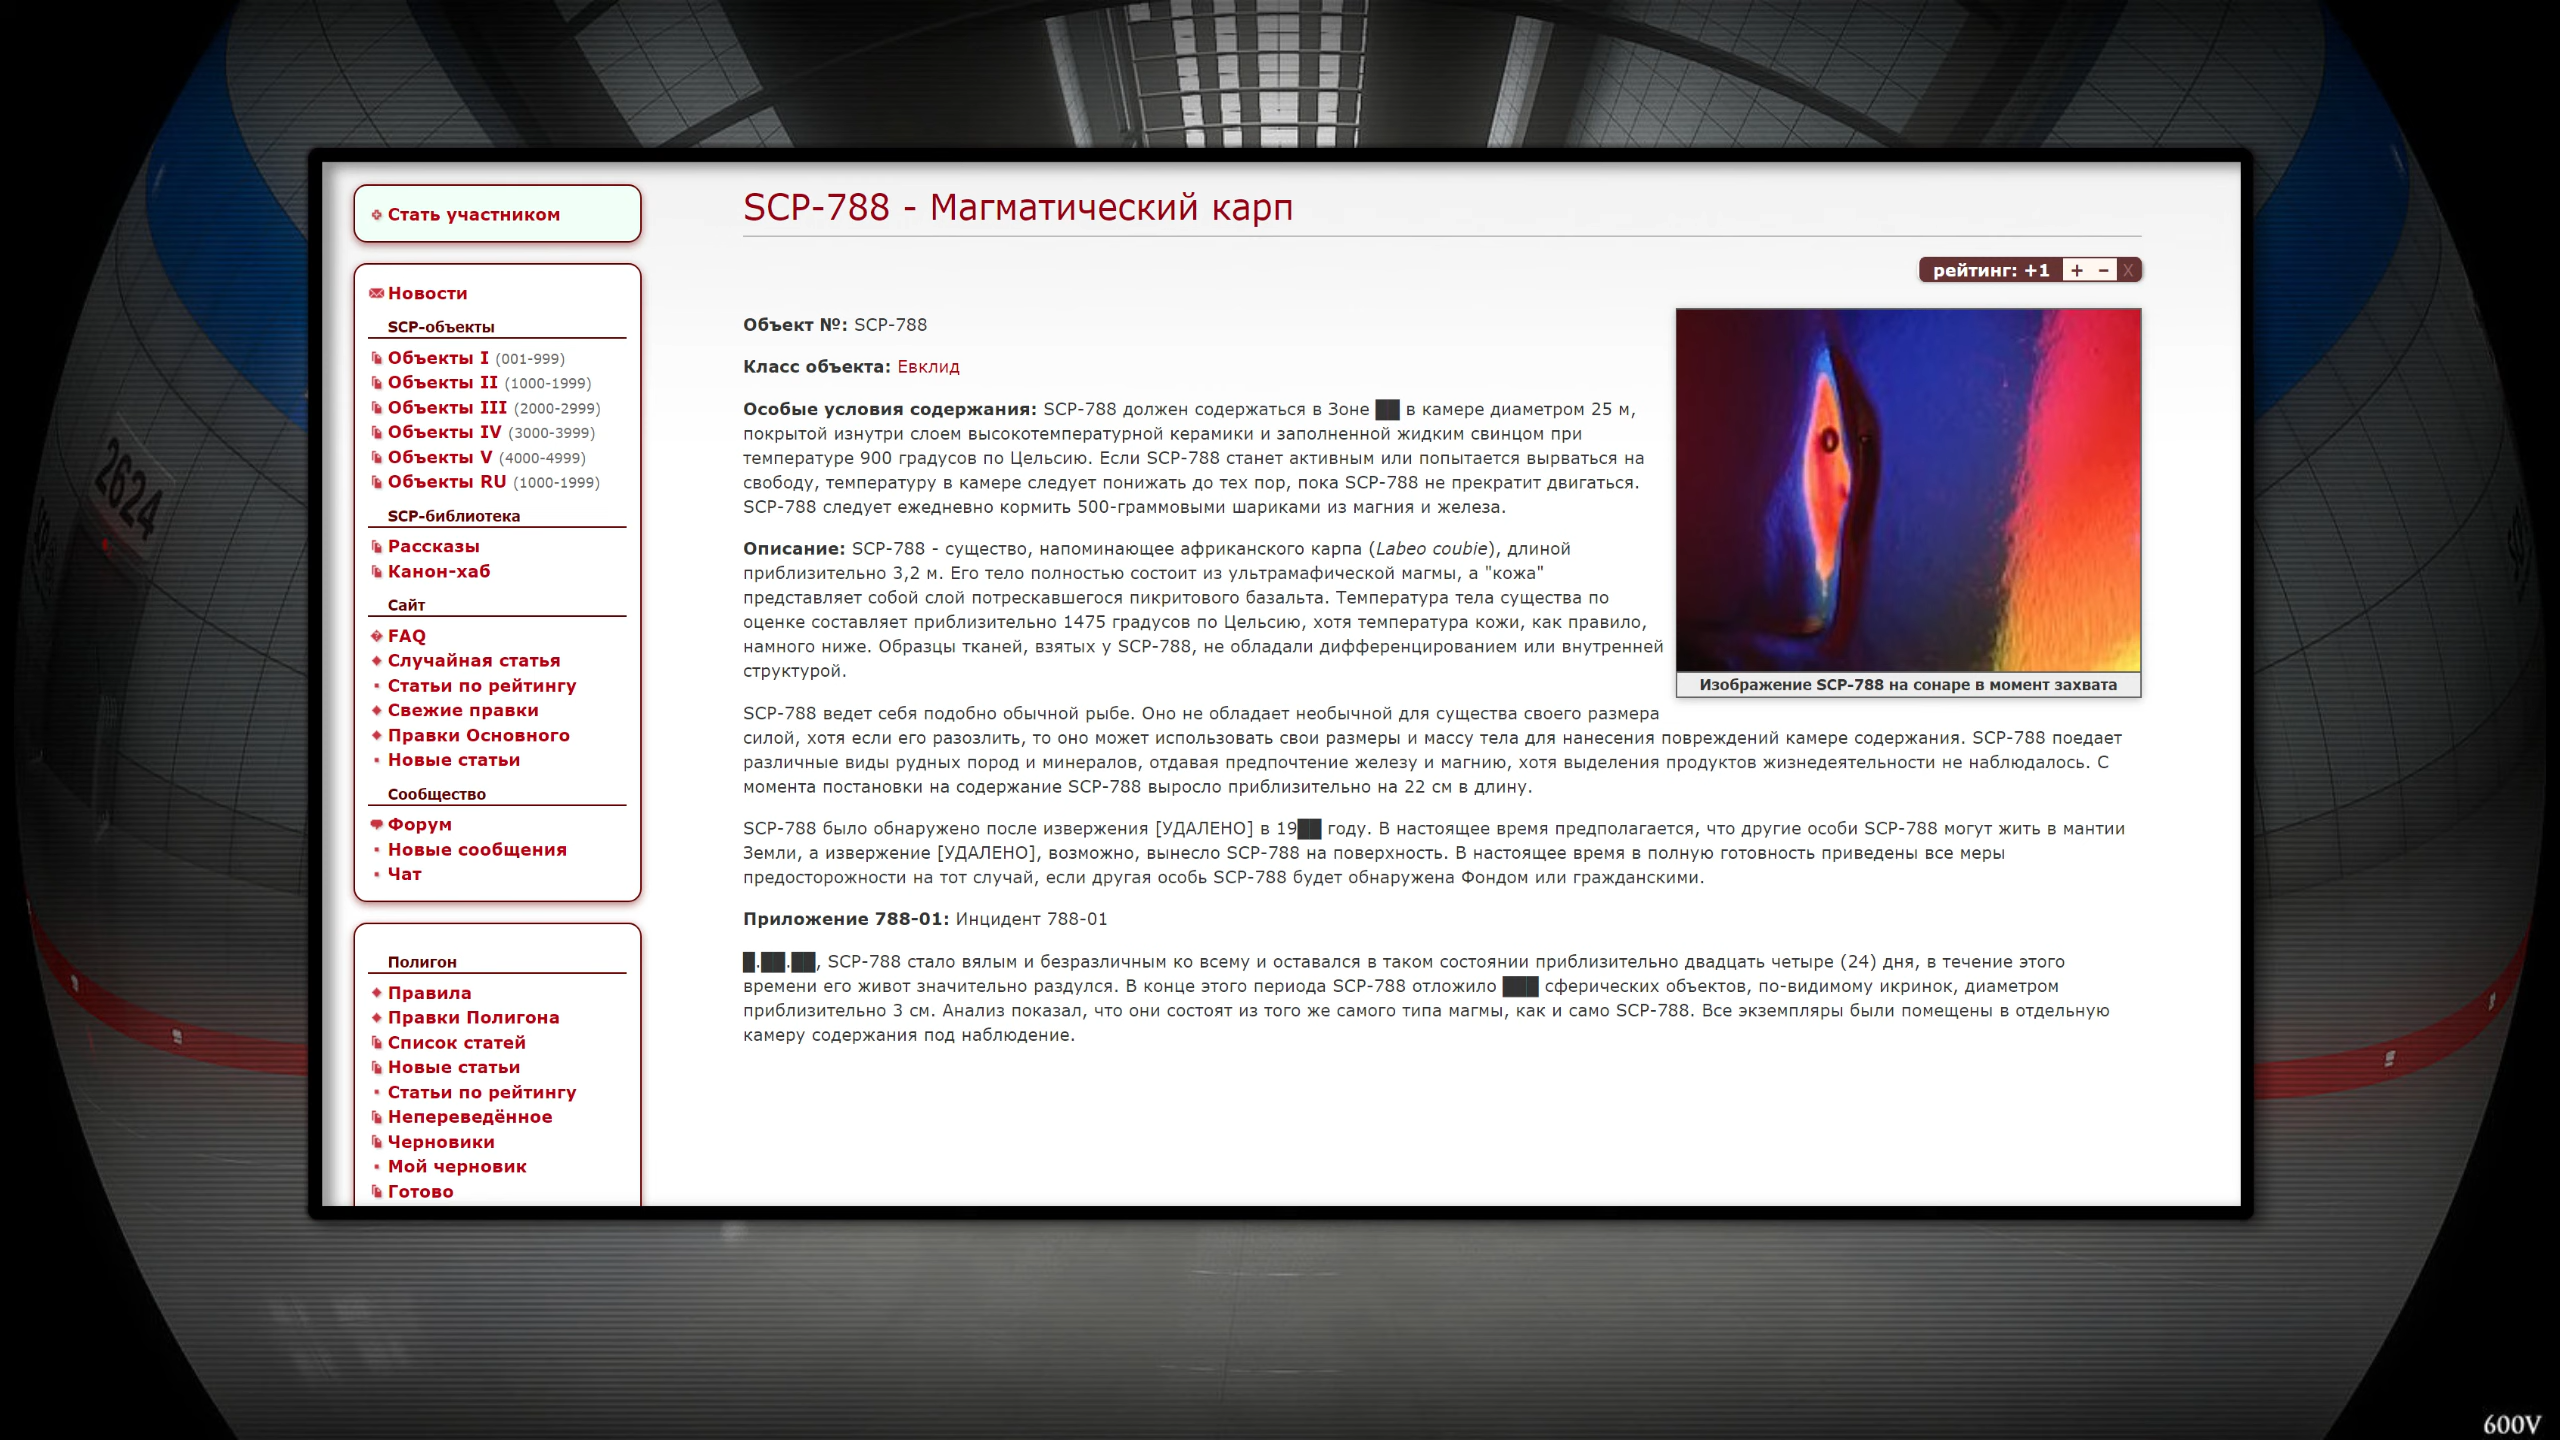 Стать участником
Новости
SCP-объекты
Объекты I (001-999)
Объекты II (1000-1999)
Объекты III (2000-2999)
Объекты IV (3000-3999)
Объекты V (4000-4999)
Объекты RU (1000-1999)
SCP-библиотека
Рассказы
Канон-хаб
Сайт
FAQ
Случайная статья
Статьи по рейтингу
Свежие правки
Правки Основного
Новые статьи
Сообщество
Форум
Новые сообщения
Чат
Полигон
Правила
Правки Полигона
Список статей
Новые статьи
Статьи по рейтингу
Непереведённое
Черновики
Мой черновик
Готово
SCP-788 - Магматический карп
рейтинг: +1 + − X
Объект №: SCP-788
Класс объекта: Евклид
Особые условия содержания: SCP-788 должен содержаться в Зоне ██ в камере диаметром 25 м,
покрытой изнутри слоем высокотемпературной керамики и заполненной жидким свинцом при
температуре 900 градусов по Цельсию. Если SCP-788 станет активным или попытается вырваться на
свободу, температуру в камере следует понижать до тех пор, пока SCP-788 не прекратит двигаться.
SCP-788 следует ежедневно кормить 500-граммовыми шариками из магния и железа.
Описание: SCP-788 - существо, напоминающее африканского карпа (Labeo coubie), длиной
приблизительно 3,2 м. Его тело полностью состоит из ультрамафической магмы, а "кожа"
представляет собой слой потрескавшегося пикритового базальта. Температура тела существа по
оценке составляет приблизительно 1475 градусов по Цельсию, хотя температура кожи, как правило,
намного ниже. Образцы тканей, взятых у SCP-788, не обладали дифференцированием или внутренней
структурой.
Изображение SCP-788 на сонаре в момент захвата
SCP-788 ведет себя подобно обычной рыбе. Оно не обладает необычной для существа своего размера
силой, хотя если его разозлить, то оно может использовать свои размеры и массу тела для нанесения повреждений камере содержания. SCP-788 поедает
различные виды рудных пород и минералов, отдавая предпочтение железу и магнию, хотя выделения продуктов жизнедеятельности не наблюдалось. С
момента постановки на содержание SCP-788 выросло приблизительно на 22 см в длину.
SCP-788 было обнаружено после извержения [УДАЛЕНО] в 19██ году. В настоящее время предполагается, что другие особи SCP-788 могут жить в мантии
Земли, а извержение [УДАЛЕНО], возможно, вынесло SCP-788 на поверхность. В настоящее время в полную готовность приведены все меры
предосторожности на тот случай, если другая особь SCP-788 будет обнаружена Фондом или гражданскими.
Приложение 788-01: Инцидент 788-01
█.██.██, SCP-788 стало вялым и безразличным ко всему и оставался в таком состоянии приблизительно двадцать четыре (24) дня, в течение этого
времени его живот значительно раздулся. В конце этого периода SCP-788 отложило ███ сферических объектов, по-видимому икринок, диаметром
приблизительно 3 см. Анализ показал, что они состоят из того же самого типа магмы, как и само SCP-788. Все экземпляры были помещены в отдельную
камеру содержания под наблюдение.
2624
600V